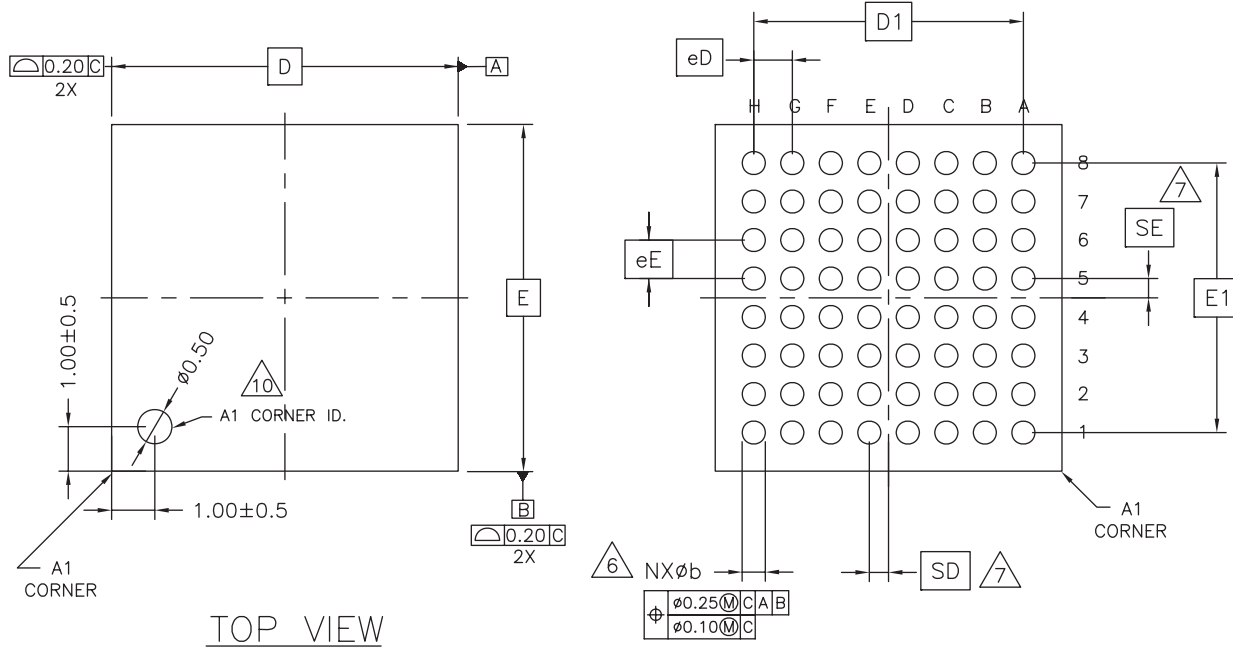 D1
eD
⌓ 0.20 C
2X
D
A
H G F E D C B A
8
7
6
5
4
3
2
1
7
SE
eE
E
E1
1.00±0.5
ø0.50
10
A1 CORNER ID.
1.00±0.5
B
⌓ 0.20 C
2X
A1
CORNER
A1
CORNER
6 NXøb
SD 7
⌖ ø0.25Ⓜ C A B
ø0.10Ⓜ C
TOP VIEW